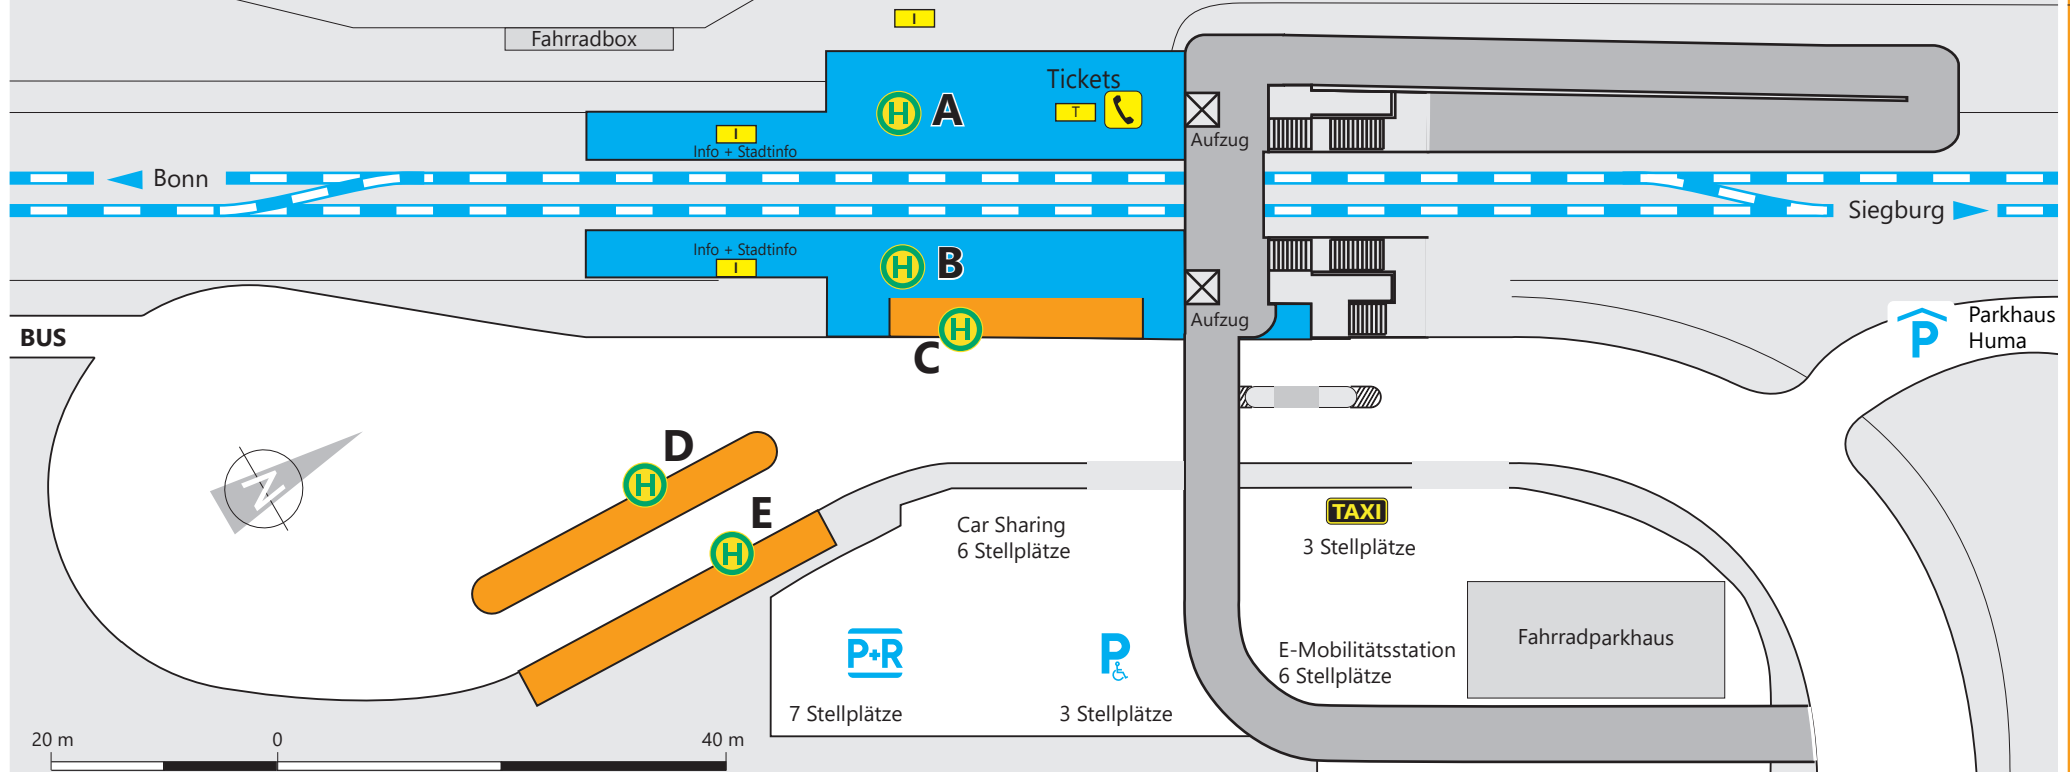 I
Fahrradbox
Tickets
H A
T
I
Aufzug
Info + Stadtinfo
Bonn
Siegburg
Info + Stadtinfo
I
H B
Aufzug
H
C
BUS
P
Parkhaus
Huma
D
H
N
E
H
Car Sharing
6 Stellplätze
TAXI
3 Stellplätze
P+R
7 Stellplätze
P
3 Stellplätze
E-Mobilitätsstation
6 Stellplätze
Fahrradparkhaus
20 m 0 40 m